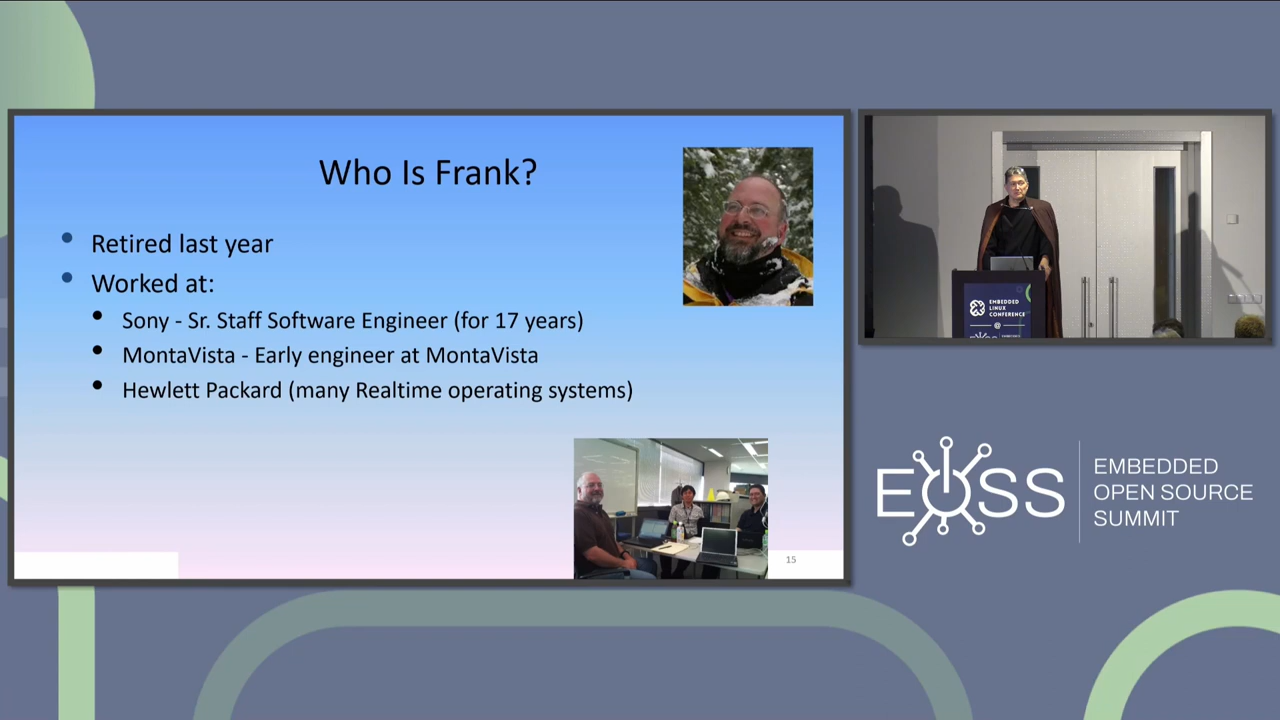 Who Is Frank?
Retired last year
Worked at:
Sony - Sr. Staff Software Engineer (for 17 years)
MontaVista - Early engineer at MontaVista
Hewlett Packard (many Realtime operating systems)
15
EMBEDDED
LINUX
CONFERENCE
@
EOSS
EMBEDDED
OPEN SOURCE
SUMMIT